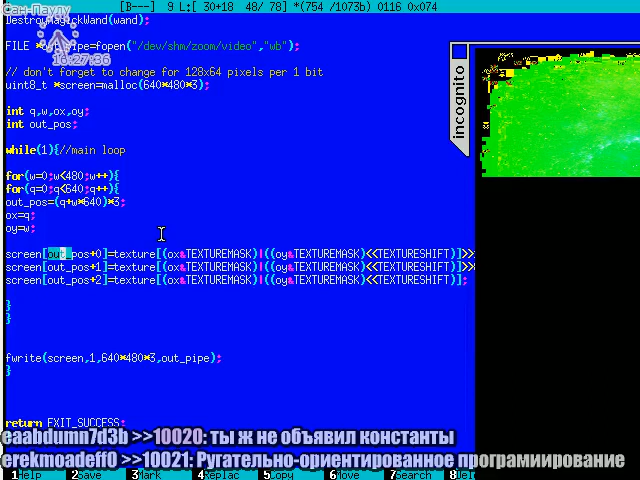 Сан-Паулу
[B---]  9 L:[ 30+18  48/ 78] *(754 /1073b) 0116 0x074
16:27:36
FILE *out_pipe=fopen("/dev/shm/zoom/video","wb");
// don't forget to change for 128x64 pixels per 1 bit
uint8_t *screen=malloc(640*480*3);
int q,w,ox,oy;
int out_pos;
while(1){//main loop
for(w=0;w<480;w++){
for(q=0;q<640;q++){
out_pos=(q+w*640)*3;
ox=q;
oy=w;
screen[out_pos+0]=texture[(ox&TEXTUREMASK)|((oy&TEXTUREMASK)<<TEXTURESHIFT)]>>
screen[out_pos+1]=texture[(ox&TEXTUREMASK)|((oy&TEXTUREMASK)<<TEXTURESHIFT)]>>
screen[out_pos+2]=texture[(ox&TEXTUREMASK)|((oy&TEXTUREMASK)<<TEXTURESHIFT)];
}
}
fwrite(screen,1,640*480*3,out_pipe);
}
return EXIT_SUCCESS;
incognito
eaabdumn7d3b >>10020: ты ж не объявил константы
erekmoadeff0 >>10021: Ругательно-ориентированное програмиирование
1Help 2Save 3Mark 4Replac 5Copy 6Move 7Search 8Dele